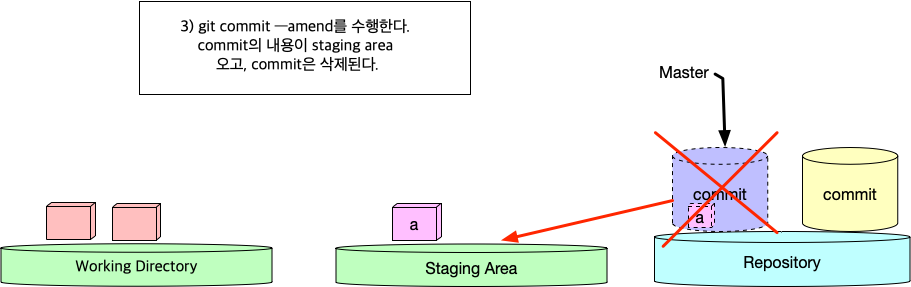 3) git commit —amend를 수행한다.
commit의 내용이 staging area
오고, commit은 삭제된다.
Master
commit
a
commit
a
Working Directory
Staging Area
Repository